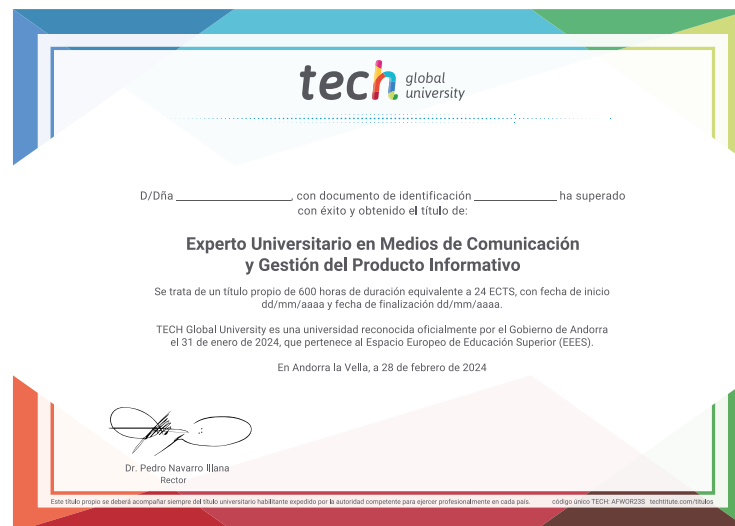 tech global university
D/Dña ________________, con documento de identificación ____________ ha superado
con éxito y obtenido el título de:
Experto Universitario en Medios de Comunicación
y Gestión del Producto Informativo
Se trata de un título propio de 600 horas de duración equivalente a 24 ECTS, con fecha de inicio
dd/mm/aaaa y fecha de finalización dd/mm/aaaa.
TECH Global University es una universidad reconocida oficialmente por el Gobierno de Andorra
el 31 de enero de 2024, que pertenece al Espacio Europeo de Educación Superior (EEES).
En Andorra la Vella, a 28 de febrero de 2024
Dr. Pedro Navarro Illana
Rector
Este título propio se deberá acompañar siempre del título universitario habilitante expedido por la autoridad competente para ejercer profesionalmente en cada país. código único TECH: AFWOR23S techtitute.com/titulos